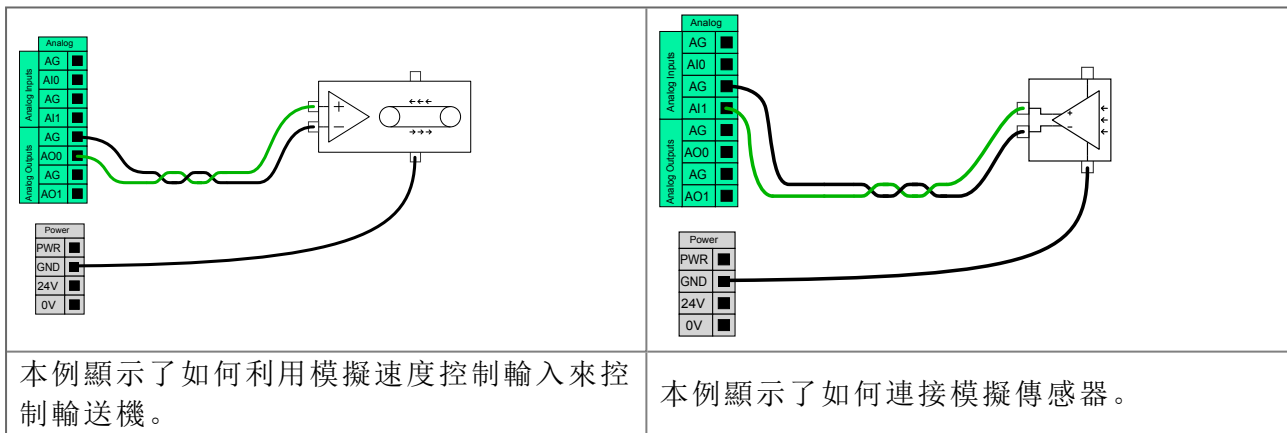 Analog
AG
AI0
AG
AI1
AG
AO0
AG
AO1
Analog Inputs
Analog Outputs
+
−
←←←
→→→
Power
PWR
GND
24V
0V
本例顯示了如何利用模擬速度控制輸入來控
制輸送機。
Analog
AG
AI0
AG
AI1
AG
AO0
AG
AO1
Analog Inputs
Analog Outputs
+
−
Power
PWR
GND
24V
0V
本例顯示了如何連接模擬傳感器。